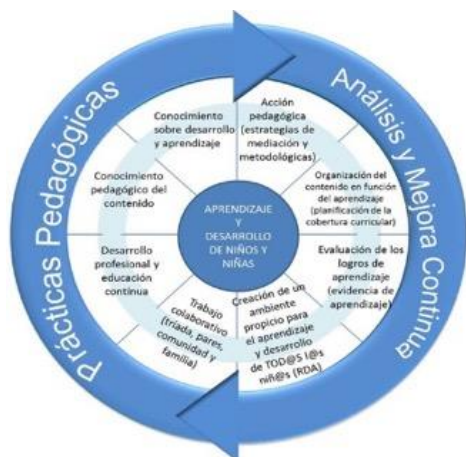 Prácticas Pedagógicas
Análisis y Mejora Continua
Conocimiento
sobre desarrollo
y aprendizaje
Acción
pedagógica
(estrategias de
mediación y
metodológicas)
Conocimiento
pedagógico del
contenido
Organización del
contenido en función
del aprendizaje
(planificación de la
cobertura curricular)
APRENDIZAJE
Y
DESARROLLO
DE NIÑOS Y
NIÑAS
Desarrollo
profesional y
educación
continua
Evaluación de los
logros de
aprendizaje
(evidencia de
aprendizaje)
Trabajo
colaborativo
(tríada, pares,
comunidad y
familia)
Creación de un
ambiente
propicio para
el aprendizaje
y desarrollo
de TOD@S l@s
niñ@s (RDA)